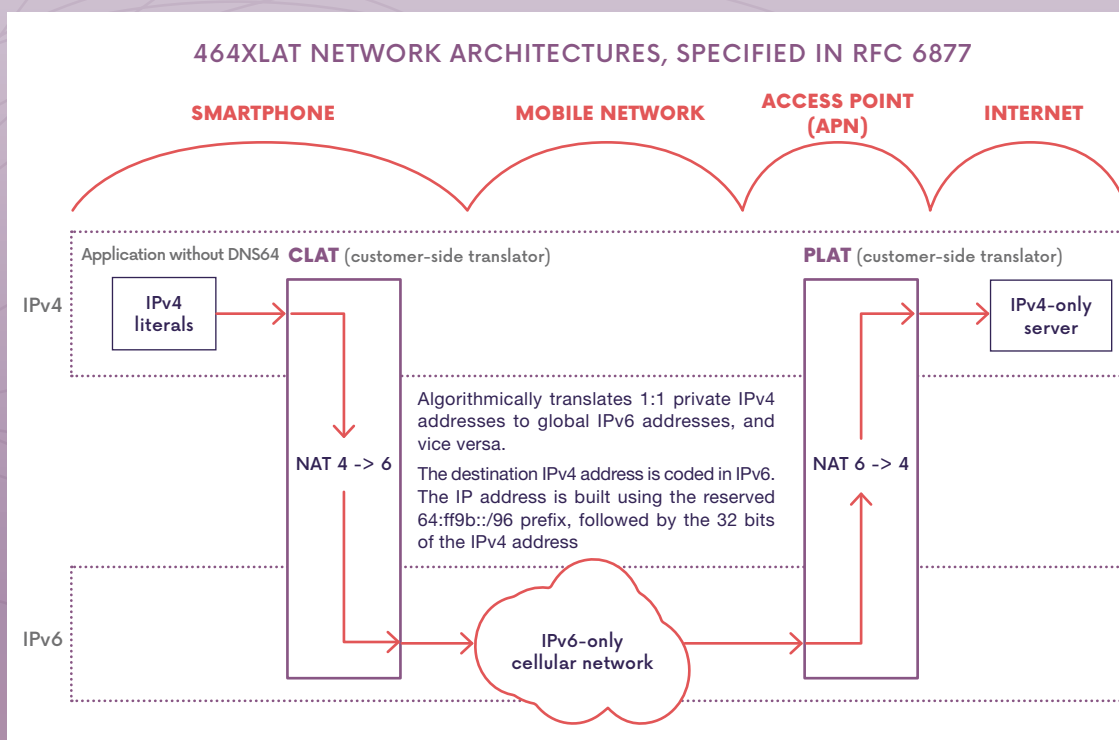 464XLAT NETWORK ARCHITECTURES, SPECIFIED IN RFC 6877
SMARTPHONE
MOBILE NETWORK
ACCESS POINT
(APN)
INTERNET
Application without DNS64
CLAT (customer-side translator)
PLAT (customer-side translator)
IPv4
IPv4
literals
IPv4-only
server
Algorithmically translates 1:1 private IPv4
addresses to global IPv6 addresses, and
vice versa.
The destination IPv4 address is coded in IPv6.
The IP address is built using the reserved
64:ff9b::/96 prefix, followed by the 32 bits
of the IPv4 address
NAT 4 -> 6
NAT 6 -> 4
IPv6
IPv6-only
cellular network